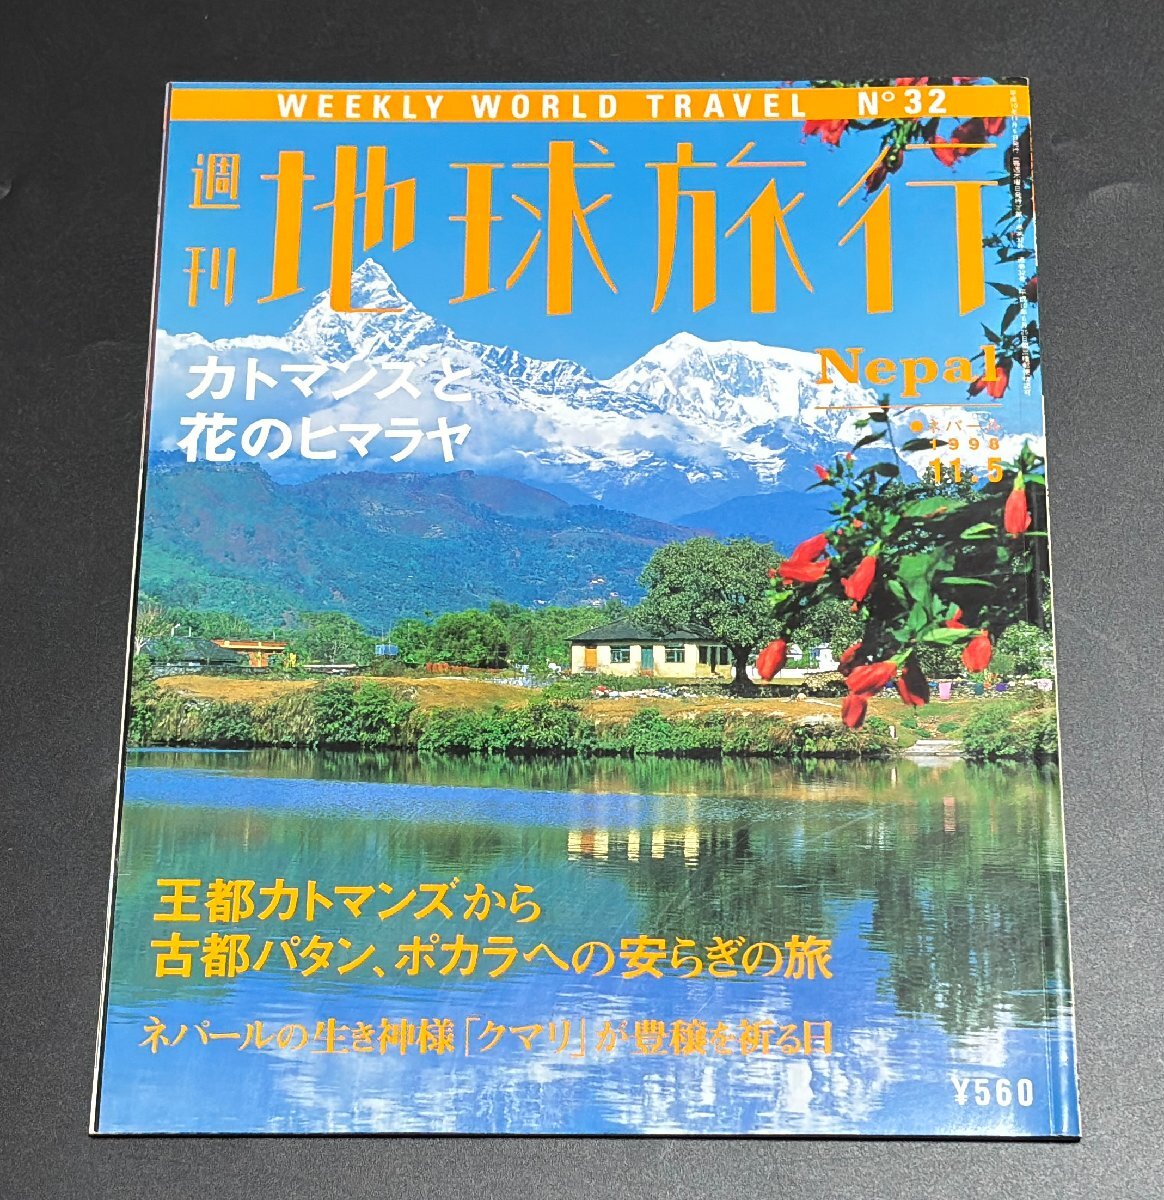 WEEKLY WORLD TRAVEL N° 32
週刊 地球旅行
カトマンズと
花のヒマラヤ
Nepal
●ネパール
1998
11.5
王都カトマンズから
古都パタン、ポカラへの安らぎの旅
ネパールの生き神様「クマリ」が豊穣を祈る日
¥560